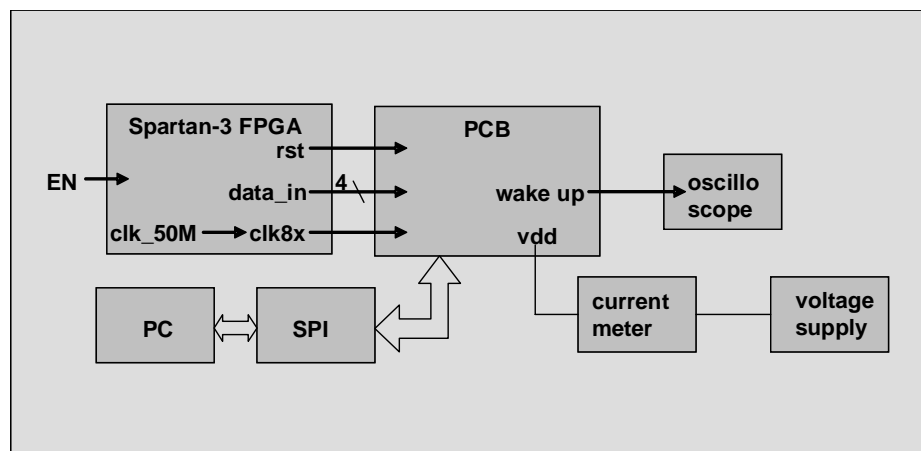 Spartan-3 FPGA
rst
EN
data_in
clk_50M
clk8x
4
PCB
wake up
vdd
oscillo
scope
PC
SPI
current
meter
voltage
supply